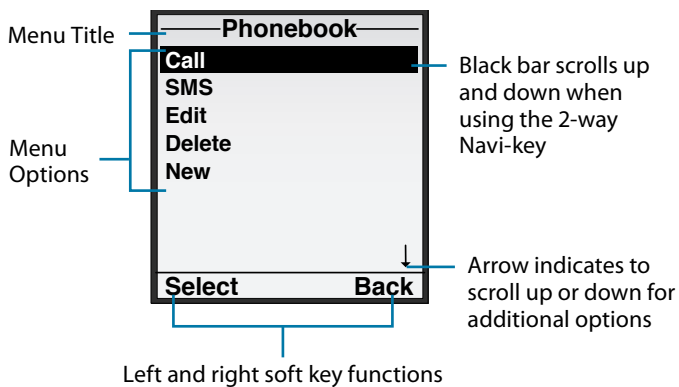 Menu Title
Phonebook
Call
SMS
Edit
Delete
New
Menu
Options
Black bar scrolls up
and down when
using the 2-way
Navi-key
Arrow indicates to
scroll up or down for
additional options
Select Back
Left and right soft key functions